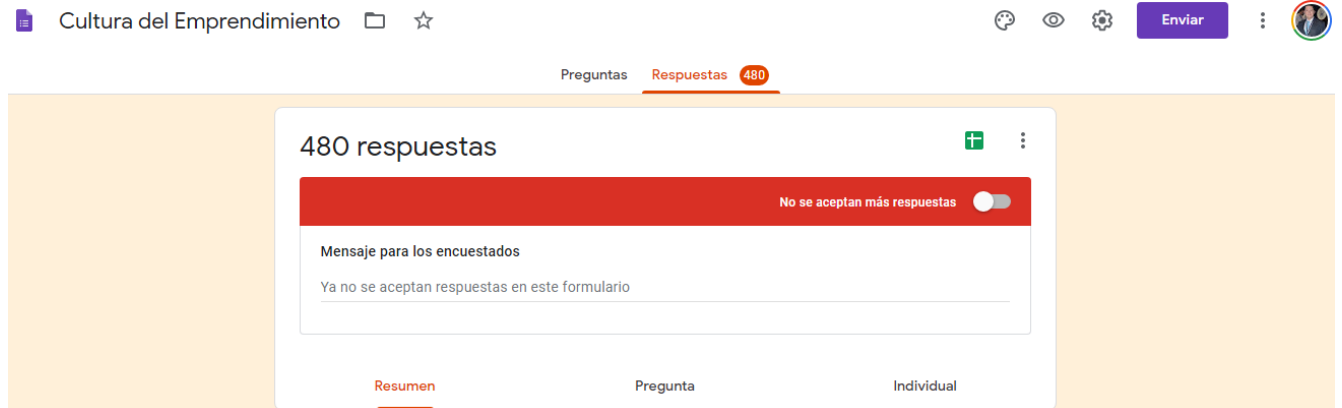 Cultura del Emprendimiento
Enviar
Preguntas
Respuestas 480
480 respuestas
No se aceptan más respuestas
Mensaje para los encuestados
Ya no se aceptan respuestas en este formulario
Resumen
Pregunta
Individual